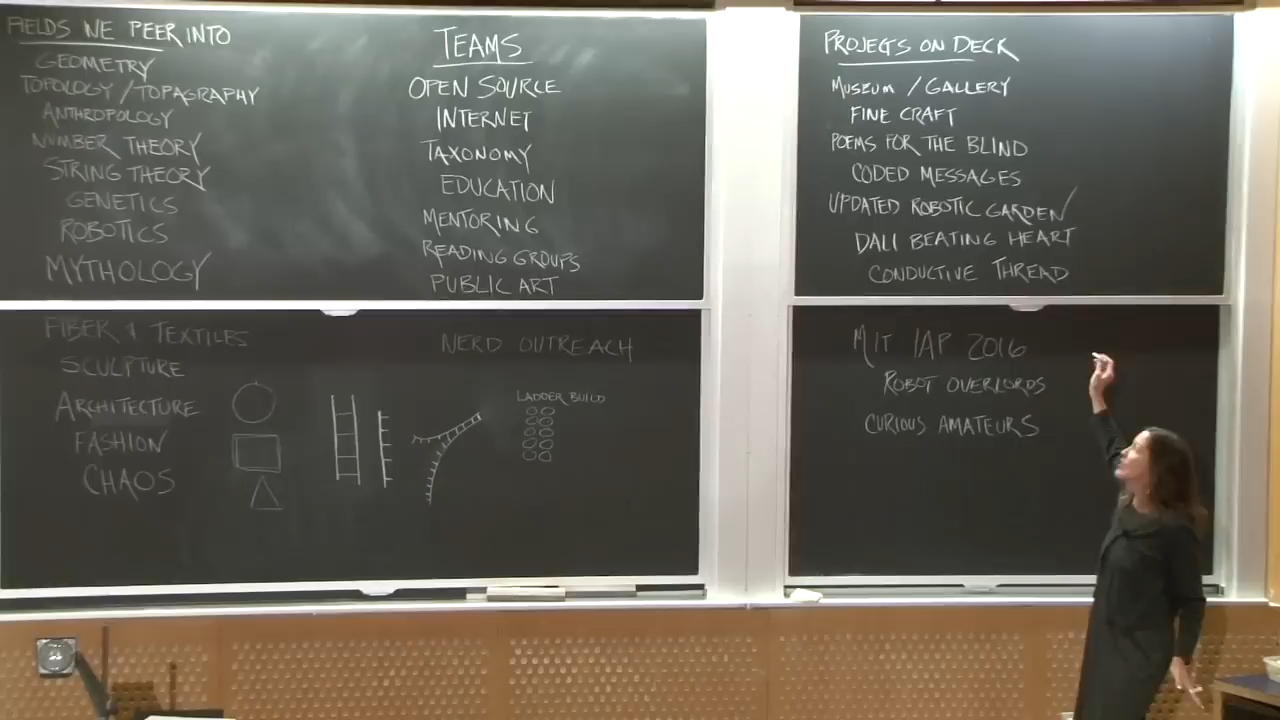 FIELDS WE PEER INTO
GEOMETRY
TOPOLOGY / TOPAGRAPHY
ANTHROPOLOGY
NUMBER THEORY
STRING THEORY
GENETICS
ROBOTICS
MYTHOLOGY
FIBER & TEXTILES
SCULPTURE
ARCHITECTURE
FASHION
CHAOS
TEAMS
OPEN SOURCE
INTERNET
TAXONOMY
EDUCATION
MENTORING
READING GROUPS
PUBLIC ART
NERD OUTREACH
LADDER BUILD
PROJECTS ON DECK
MUSEUM / GALLERY
FINE CRAFT
POEMS FOR THE BLIND
CODED MESSAGES
UPDATED ROBOTIC GARDEN
DALI BEATING HEART
CONDUCTIVE THREAD
MIT IAP 2016
ROBOT OVERLORDS
CURIOUS AMATEURS